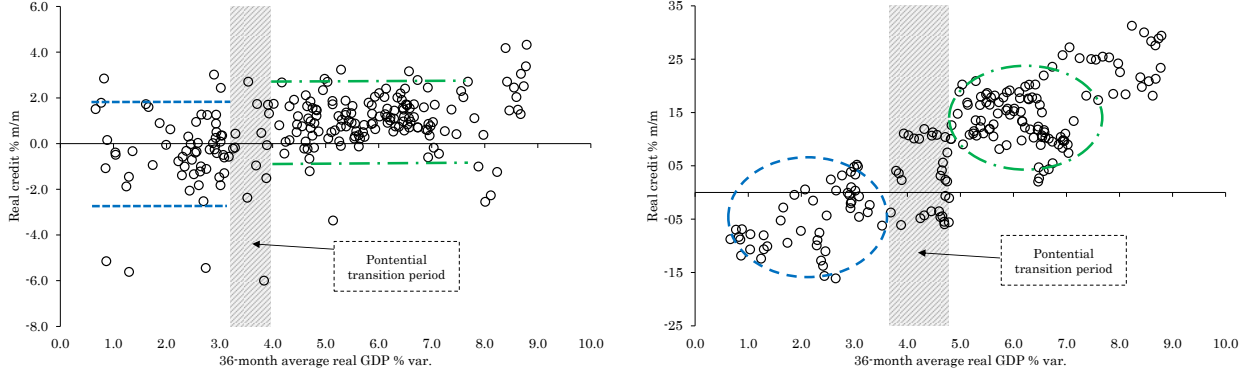 6.0
4.0
2.0
0.0
-2.0
-4.0
-6.0
-8.0
Real credit % m/m
0.0 1.0 2.0 3.0 4.0 5.0 6.0 7.0 8.0 9.0 10.0
36-month average real GDP % var.
Pontential
transition period
35
25
15
05
-05
-15
-25
Real credit % m/m
0.0 1.0 2.0 3.0 4.0 5.0 6.0 7.0 8.0 9.0 10.0
36-month average real GDP % var.
Pontential
transition period